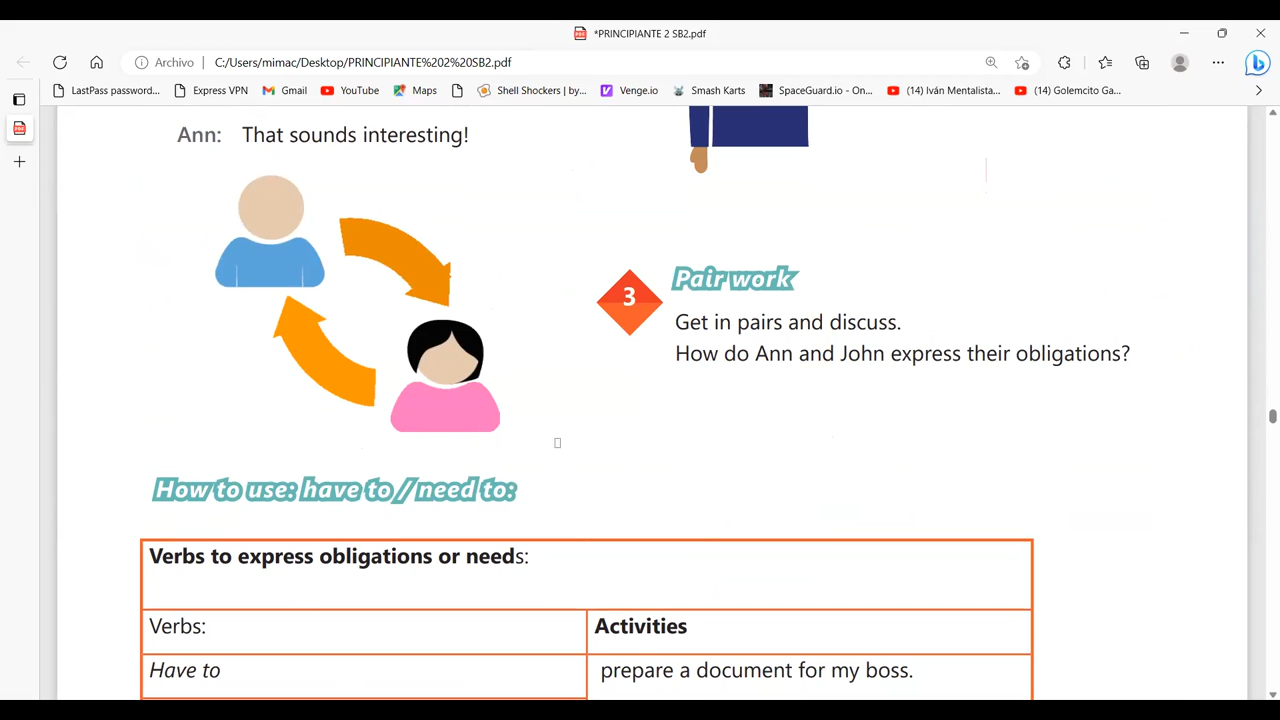 *PRINCIPIANTE 2 SB2.pdf
Archivo C:/Users/mimac/Desktop/PRINCIPIANTE%202%20SB2.pdf
LastPass password... Express VPN Gmail YouTube Maps Shell Shockers | by... Venge.io Smash Karts SpaceGuard.io - On... (14) Iván Mentalista... (14) Golemcito Ga...
Ann: That sounds interesting!
3
Pair work
Get in pairs and discuss.
How do Ann and John express their obligations?
How to use: have to / need to:
Verbs to express obligations or needs:
Verbs: Activities
Have to prepare a document for my boss.